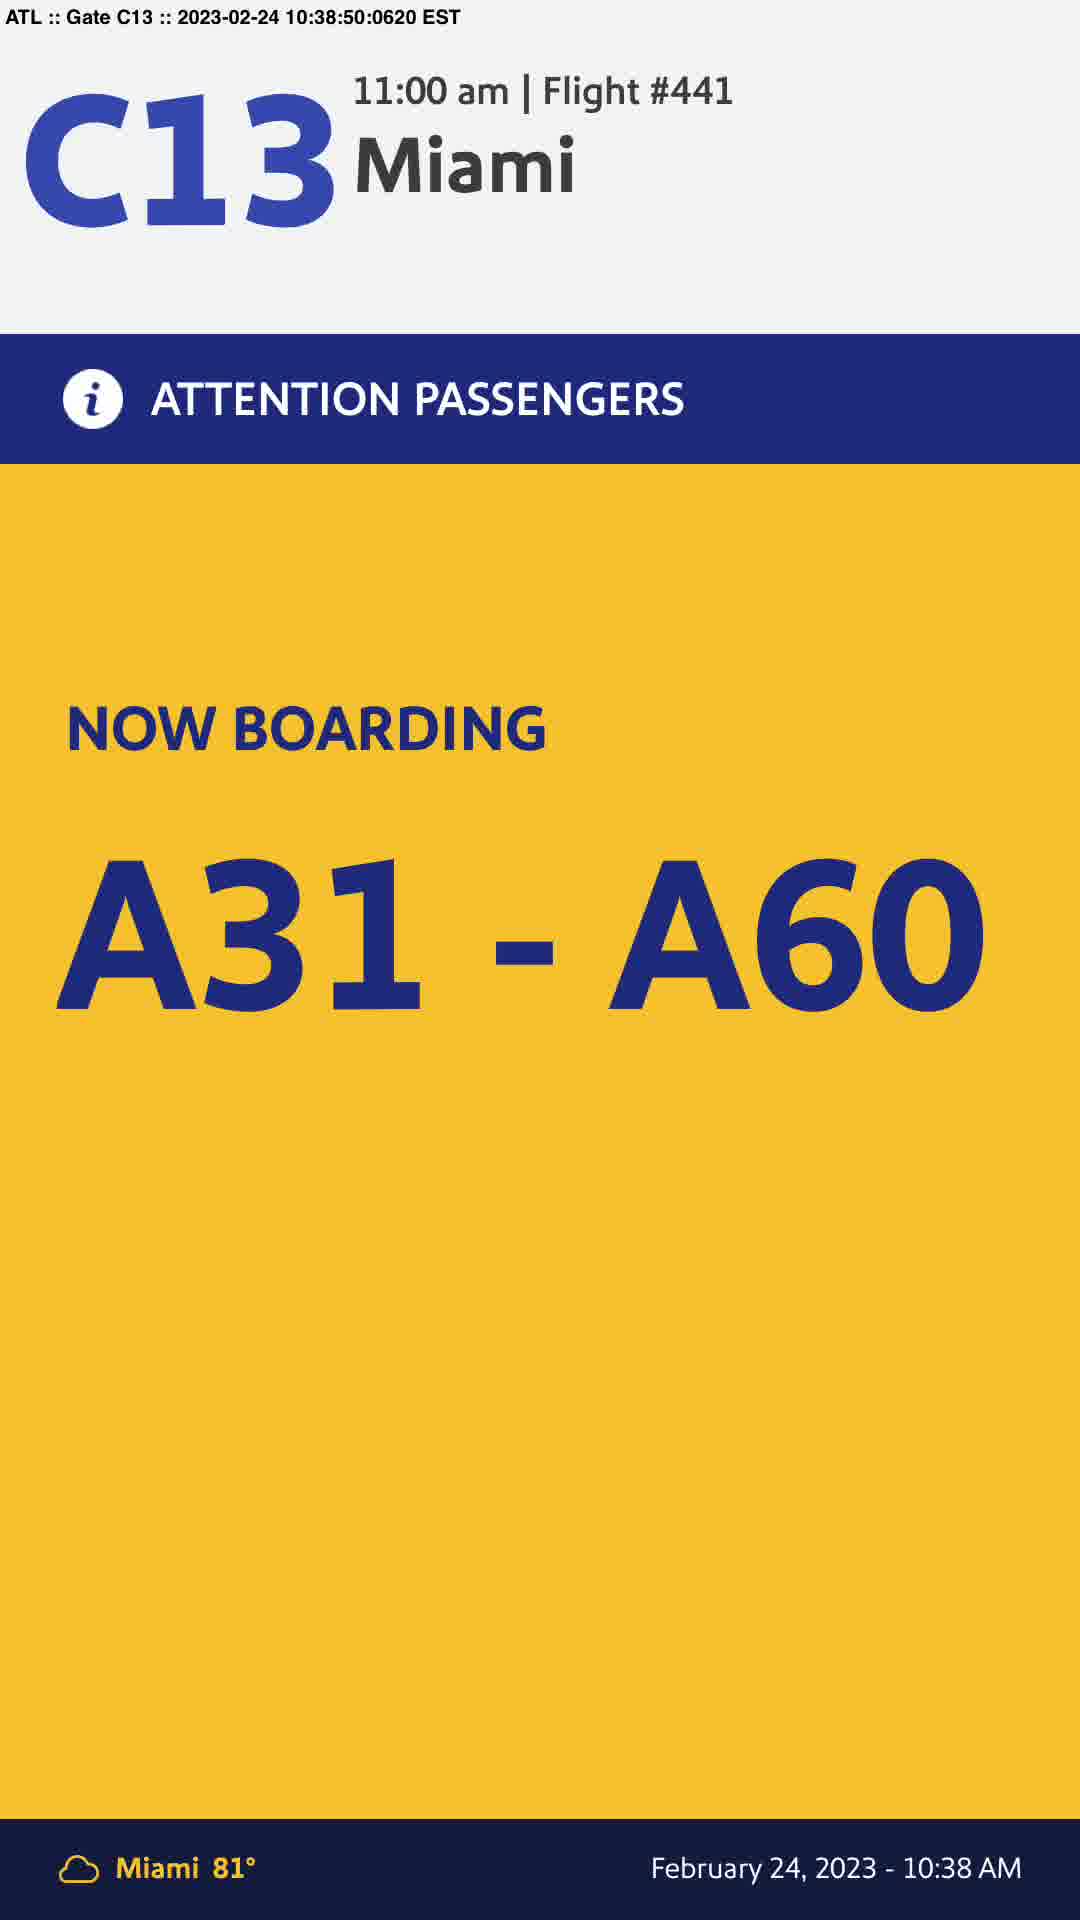 ATL :: Gate C13 :: 2023-02-24 10:38:50:0620 EST
C13
11:00 am | Flight #441
Miami
ATTENTION PASSENGERS
NOW BOARDING
A31 - A60
Miami 81°
February 24, 2023 - 10:38 AM